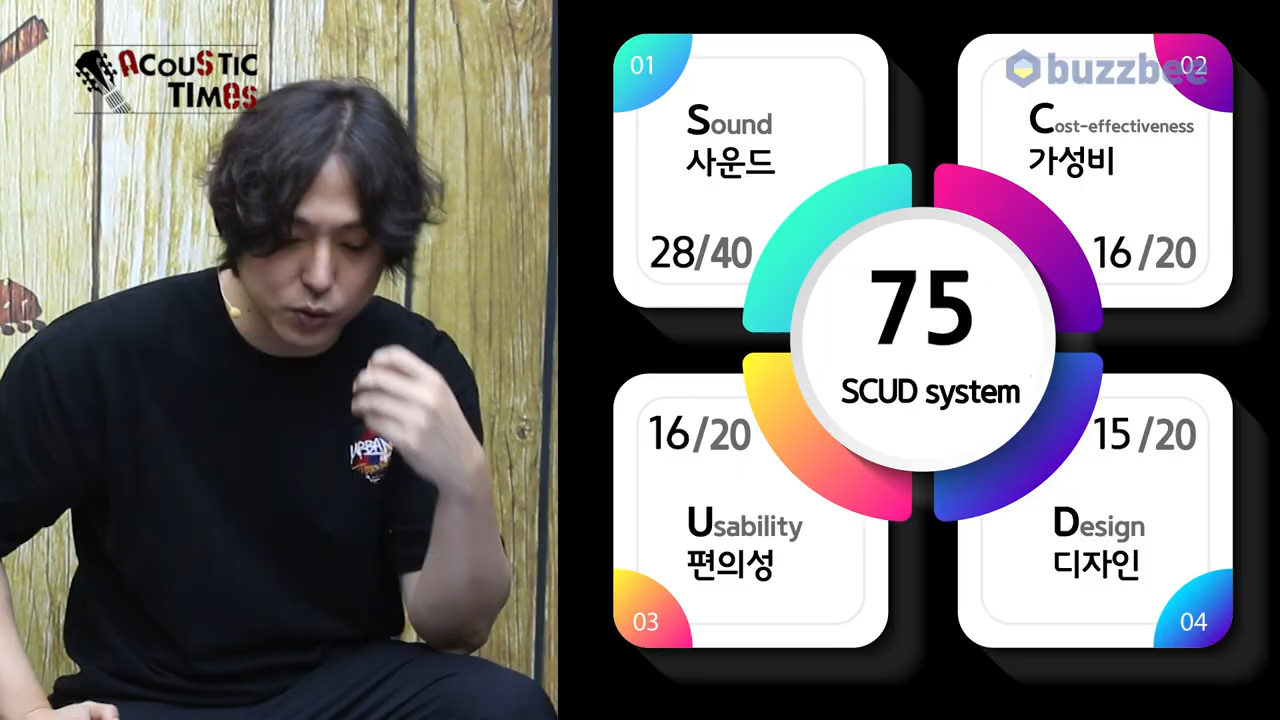 ACOUSTIC
TIMES
URBAN
01
Sound
사운드
28/40
buzzbee
02
Cost-effectiveness
가성비
16/20
75
SCUD system
16/20
Usability
편의성
03
15/20
Design
디자인
04